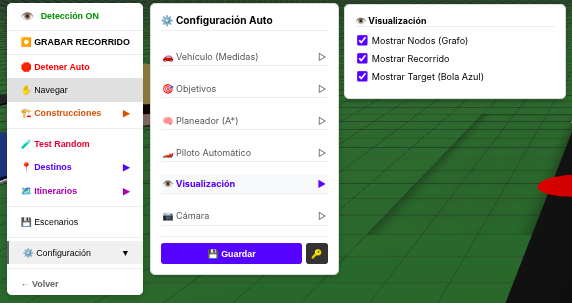 Detección ON
GRABAR RECORRIDO
Detener Auto
Navegar
Construcciones
Test Random
Destinos
Itinerarios
Escenarios
Configuración
← Volver
Configuración Auto
Vehículo (Medidas)
Objetivos
Planeador (A*)
Piloto Automático
Visualización
Cámara
Guardar
Visualización
Mostrar Nodos (Grafo)
Mostrar Recorrido
Mostrar Target (Bola Azul)